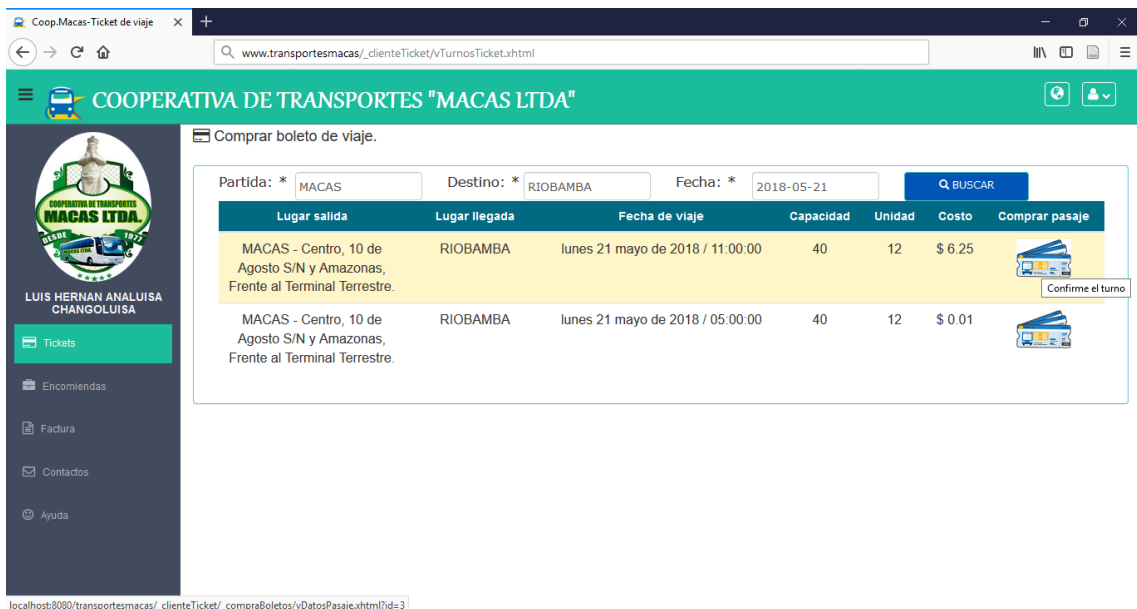 Coop.Macas-Ticket de viaje
www.transportesmacas/_clienteTicket/vTurnosTicket.xhtml
COOPERATIVA DE TRANSPORTES "MACAS LTDA"
COOPERATIVA DE TRANSPORTES
MACAS LTDA.
DESDE 1977
LUIS HERNAN ANALUISA
CHANGOLUISA
Tickets
Encomiendas
Factura
Contactos
Ayuda
Comprar boleto de viaje.
Partida: * MACAS Destino: * RIOBAMBA Fecha: * 2018-05-21 BUSCAR
Lugar salida Lugar llegada Fecha de viaje Capacidad Unidad Costo Comprar pasaje
MACAS - Centro, 10 de RIOBAMBA lunes 21 mayo de 2018 / 11:00:00 40 12 $ 6.25
Agosto S/N y Amazonas,
Frente al Terminal Terrestre.
Confirme el turno
MACAS - Centro, 10 de RIOBAMBA lunes 21 mayo de 2018 / 05:00:00 40 12 $ 0.01
Agosto S/N y Amazonas,
Frente al Terminal Terrestre.
localhost:8080/transportesmacas/_clienteTicket/_compraBoletos/vDatosPasaje.xhtml?id=3